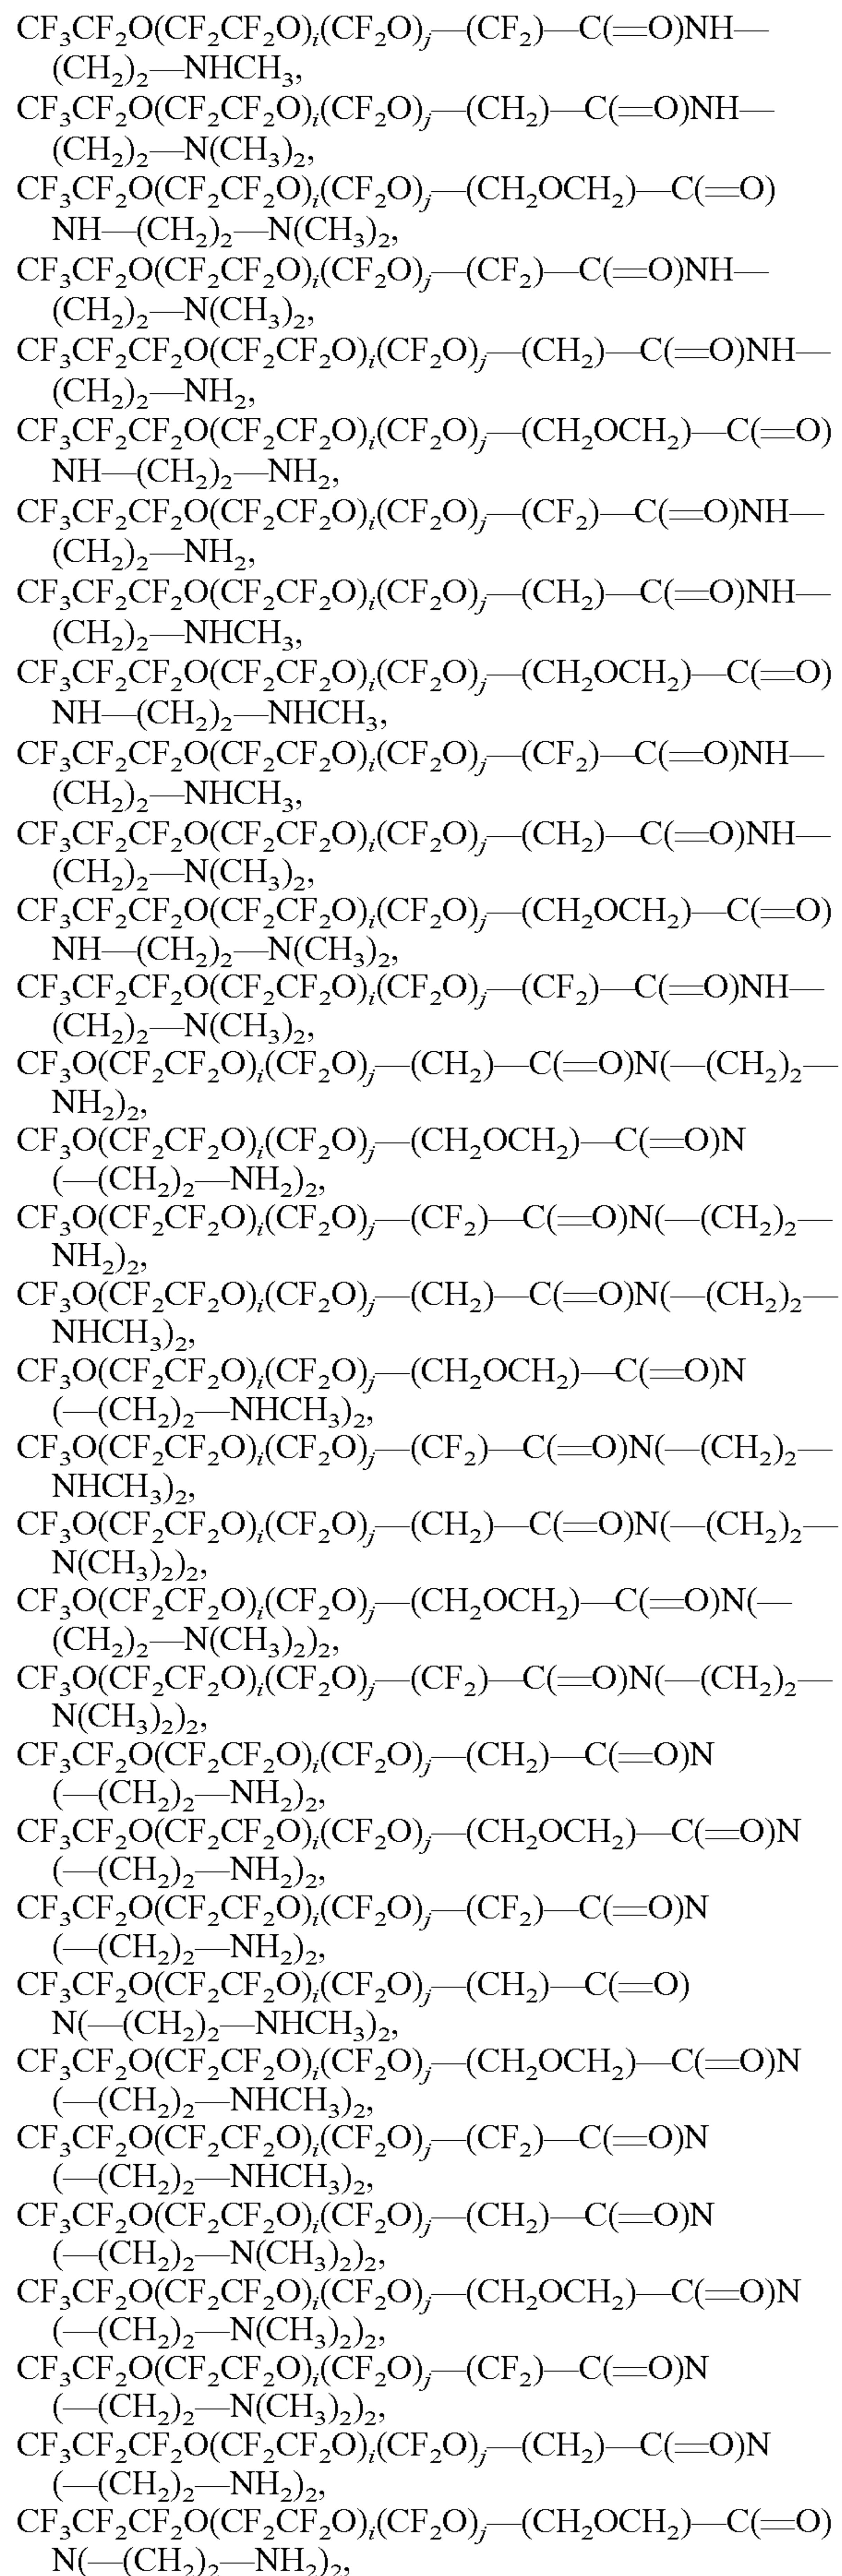 CF₃CF₂O(CF₂CF₂O)ᵢ(CF₂O)ⱼ—(CF₂)—C(═O)NH—
(CH₂)₂—NHCH₃,
CF₃CF₂O(CF₂CF₂O)ᵢ(CF₂O)ⱼ—(CH₂)—C(═O)NH—
(CH₂)₂—N(CH₃)₂,
CF₃CF₂O(CF₂CF₂O)ᵢ(CF₂O)ⱼ—(CH₂OCH₂)—C(═O)
NH—(CH₂)₂—N(CH₃)₂,
CF₃CF₂O(CF₂CF₂O)ᵢ(CF₂O)ⱼ—(CF₂)—C(═O)NH—
(CH₂)₂—N(CH₃)₂,
CF₃CF₂CF₂O(CF₂CF₂O)ᵢ(CF₂O)ⱼ—(CH₂)—C(═O)NH—
(CH₂)₂—NH₂,
CF₃CF₂CF₂O(CF₂CF₂O)ᵢ(CF₂O)ⱼ—(CH₂OCH₂)—C(═O)
NH—(CH₂)₂—NH₂,
CF₃CF₂CF₂O(CF₂CF₂O)ᵢ(CF₂O)ⱼ—(CF₂)—C(═O)NH—
(CH₂)₂—NH₂,
CF₃CF₂CF₂O(CF₂CF₂O)ᵢ(CF₂O)ⱼ—(CH₂)—C(═O)NH—
(CH₂)₂—NHCH₃,
CF₃CF₂CF₂O(CF₂CF₂O)ᵢ(CF₂O)ⱼ—(CH₂OCH₂)—C(═O)
NH—(CH₂)₂—NHCH₃,
CF₃CF₂CF₂O(CF₂CF₂O)ᵢ(CF₂O)ⱼ—(CF₂)—C(═O)NH—
(CH₂)₂—NHCH₃,
CF₃CF₂CF₂O(CF₂CF₂O)ᵢ(CF₂O)ⱼ—(CH₂)—C(═O)NH—
(CH₂)₂—N(CH₃)₂,
CF₃CF₂CF₂O(CF₂CF₂O)ᵢ(CF₂O)ⱼ—(CH₂OCH₂)—C(═O)
NH—(CH₂)₂—N(CH₃)₂,
CF₃CF₂CF₂O(CF₂CF₂O)ᵢ(CF₂O)ⱼ—(CF₂)—C(═O)NH—
(CH₂)₂—N(CH₃)₂,
CF₃O(CF₂CF₂O)ᵢ(CF₂O)ⱼ—(CH₂)—C(═O)N(—(CH₂)₂—
NH₂)₂,
CF₃O(CF₂CF₂O)ᵢ(CF₂O)ⱼ—(CH₂OCH₂)—C(═O)N
(—(CH₂)₂—NH₂)₂,
CF₃O(CF₂CF₂O)ᵢ(CF₂O)ⱼ—(CF₂)—C(═O)N(—(CH₂)₂—
NH₂)₂,
CF₃O(CF₂CF₂O)ᵢ(CF₂O)ⱼ—(CH₂)—C(═O)N(—(CH₂)₂—
NHCH₃)₂,
CF₃O(CF₂CF₂O)ᵢ(CF₂O)ⱼ—(CH₂OCH₂)—C(═O)N
(—(CH₂)₂—NHCH₃)₂,
CF₃O(CF₂CF₂O)ᵢ(CF₂O)ⱼ—(CF₂)—C(═O)N(—(CH₂)₂—
NHCH₃)₂,
CF₃O(CF₂CF₂O)ᵢ(CF₂O)ⱼ—(CH₂)—C(═O)N(—(CH₂)₂—
N(CH₃)₂)₂,
CF₃O(CF₂CF₂O)ᵢ(CF₂O)ⱼ—(CH₂OCH₂)—C(═O)N(—
(CH₂)₂—N(CH₃)₂)₂,
CF₃O(CF₂CF₂O)ᵢ(CF₂O)ⱼ—(CF₂)—C(═O)N(—(CH₂)₂—
N(CH₃)₂)₂,
CF₃CF₂O(CF₂CF₂O)ᵢ(CF₂O)ⱼ—(CH₂)—C(═O)N
(—(CH₂)₂—NH₂)₂,
CF₃CF₂O(CF₂CF₂O)ᵢ(CF₂O)ⱼ—(CH₂OCH₂)—C(═O)N
(—(CH₂)₂—NH₂)₂,
CF₃CF₂O(CF₂CF₂O)ᵢ(CF₂O)ⱼ—(CF₂)—C(═O)N
(—(CH₂)₂—NH₂)₂,
CF₃CF₂O(CF₂CF₂O)ᵢ(CF₂O)ⱼ—(CH₂)—C(═O)
N(—(CH₂)₂—NHCH₃)₂,
CF₃CF₂O(CF₂CF₂O)ᵢ(CF₂O)ⱼ—(CH₂OCH₂)—C(═O)N
(—(CH₂)₂—NHCH₃)₂,
CF₃CF₂O(CF₂CF₂O)ᵢ(CF₂O)ⱼ—(CF₂)—C(═O)N
(—(CH₂)₂—NHCH₃)₂,
CF₃CF₂O(CF₂CF₂O)ᵢ(CF₂O)ⱼ—(CH₂)—C(═O)N
(—(CH₂)₂—N(CH₃)₂)₂,
CF₃CF₂O(CF₂CF₂O)ᵢ(CF₂O)ⱼ—(CH₂OCH₂)—C(═O)N
(—(CH₂)₂—N(CH₃)₂)₂,
CF₃CF₂O(CF₂CF₂O)ᵢ(CF₂O)ⱼ—(CF₂)—C(═O)N
(—(CH₂)₂—N(CH₃)₂)₂,
CF₃CF₂CF₂O(CF₂CF₂O)ᵢ(CF₂O)ⱼ—(CH₂)—C(═O)N
(—(CH₂)₂—NH₂)₂,
CF₃CF₂CF₂O(CF₂CF₂O)ᵢ(CF₂O)ⱼ—(CH₂OCH₂)—C(═O)
N(—(CH₂)₂—NH₂)₂,